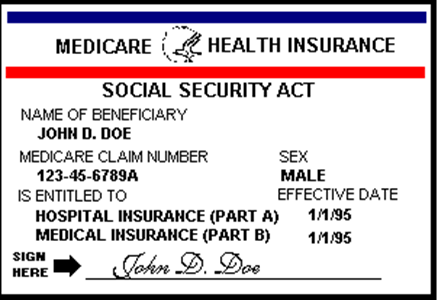 MEDICARE HEALTH INSURANCE
SOCIAL SECURITY ACT
NAME OF BENEFICIARY
JOHN D. DOE
MEDICARE CLAIM NUMBER SEX
123-45-6789A MALE
IS ENTITLED TO EFFECTIVE DATE
HOSPITAL INSURANCE (PART A) 1/1/95
MEDICAL INSURANCE (PART B) 1/1/95
SIGN
HERE John D. Doe